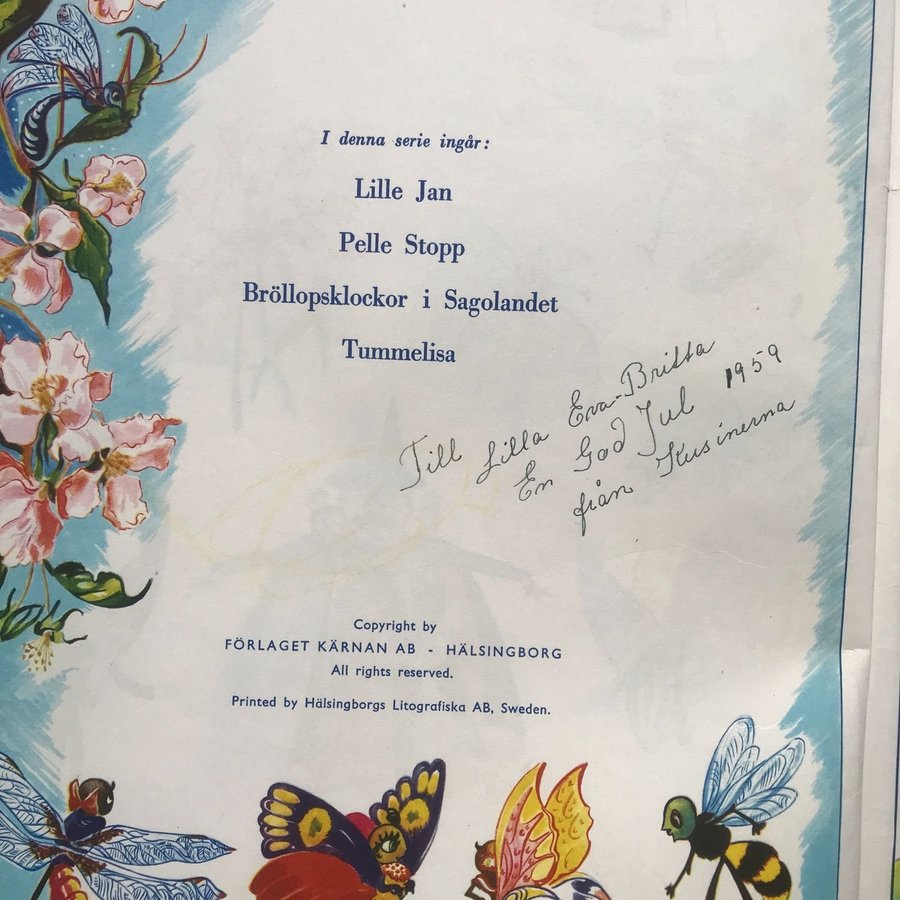 I denna serie ingår:
Lille Jan
Pelle Stopp
Bröllopsklockor i Sagolandet
Tummelisa
Till Lilla Eva-Britta
En God Jul 1959
från Kusinerna
Copyright by
FÖRLAGET KÄRNAN AB - HÄLSINGBORG
All rights reserved.
Printed by Hälsingborgs Litografiska AB, Sweden.